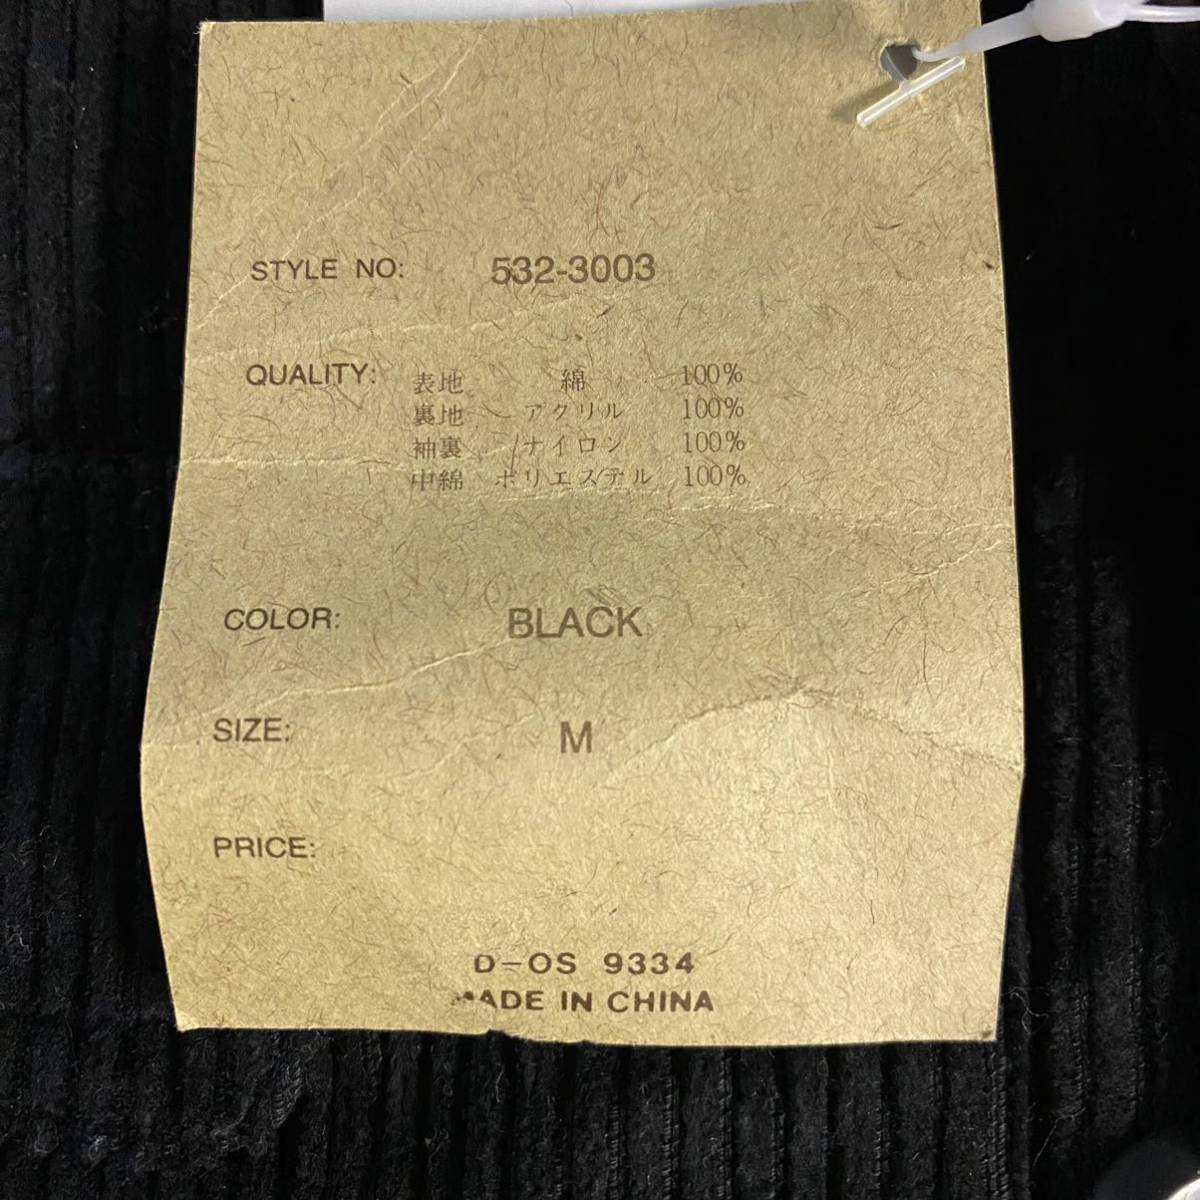 STYLE NO: 532-3003
QUALITY: 表地 綿 100%
裏地 アクリル 100%
袖裏 ナイロン 100%
中綿 ポリエステル 100%
COLOR: BLACK
SIZE: M
PRICE:
D-OS 9334
MADE IN CHINA